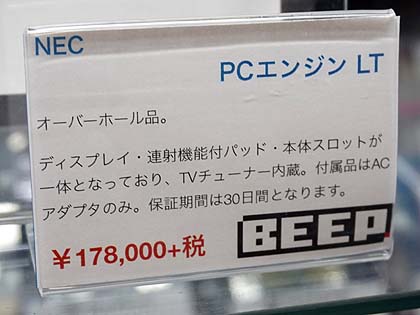 NEC
PCエンジン LT
オーバーホール品。
ディスプレイ・連射機能付パッド・本体スロットが
一体となっており、TVチューナー内蔵。付属品はAC
アダプタのみ。保証期間は30日間となります。
¥178,000+税
BEEP